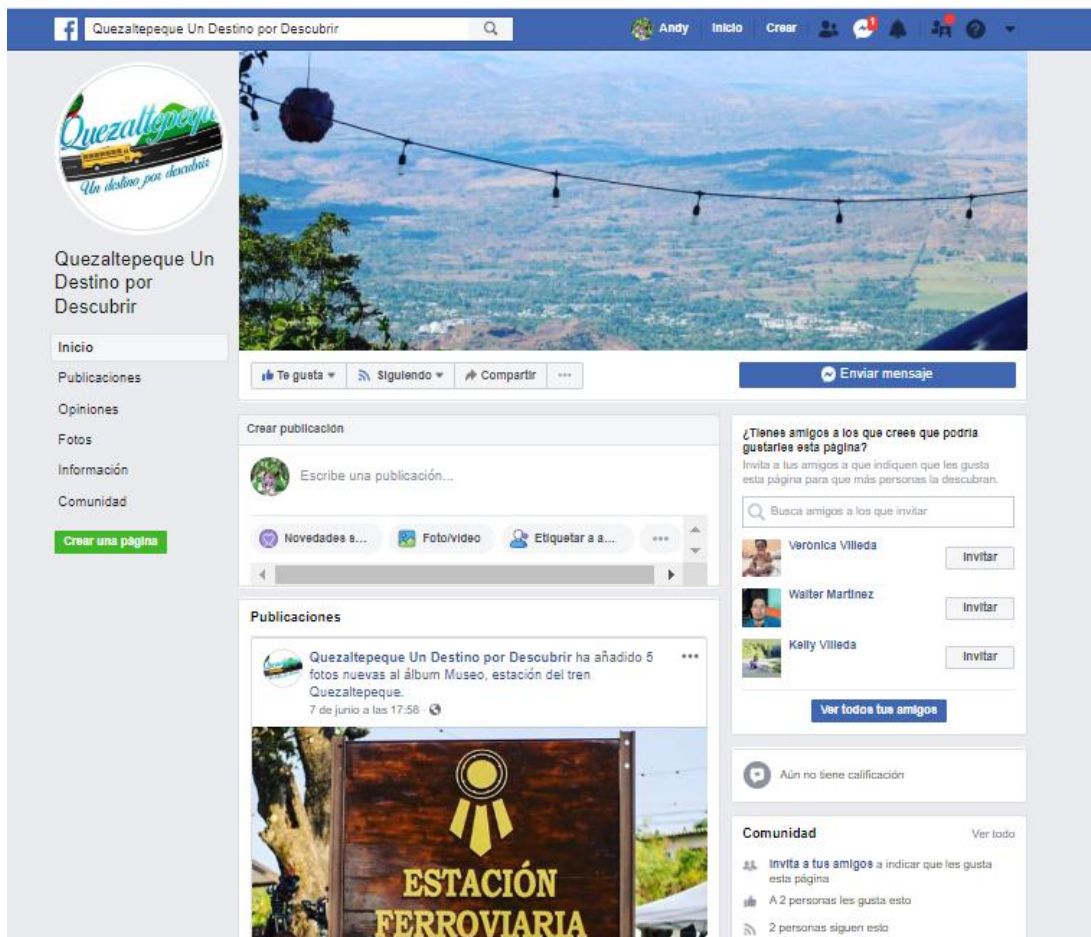 Quezaltepeque Un Destino por Descubrir
Andy
Inicio
Crear
1
Quezaltepequ
Un destino por descubrir
Quezaltepeque Un
Destino por
Descubrir
Inicio
Publicaciones
Opiniones
Fotos
Información
Comunidad
Crear una página
Te gusta
Siguiendo
Compartir
Enviar mensaje
Crear publicación
Escribe una publicación...
Novedades s...
Foto/video
Etiquetar a a...
Publicaciones
Quezaltepeque Un Destino por Descubrir ha añadido 5
fotos nuevas al álbum Museo, estación del tren
Quezaltepeque.
7 de junio a las 17:58 ·
ESTACIÓN
FERROVIARIA
¿Tienes amigos a los que crees que podría
gustarles esta página?
Invita a tus amigos a que indiquen que les gusta
esta página para que más personas la descubran.
Busca amigos a los que invitar
Verónica Villeda
Invitar
Walter Martinez
Invitar
Kelly Villeda
Invitar
Ver todos tus amigos
Aún no tiene calificación
Comunidad
Ver todo
Invita a tus amigos a indicar que les gusta
esta página
A 2 personas les gusta esto
2 personas siguen esto